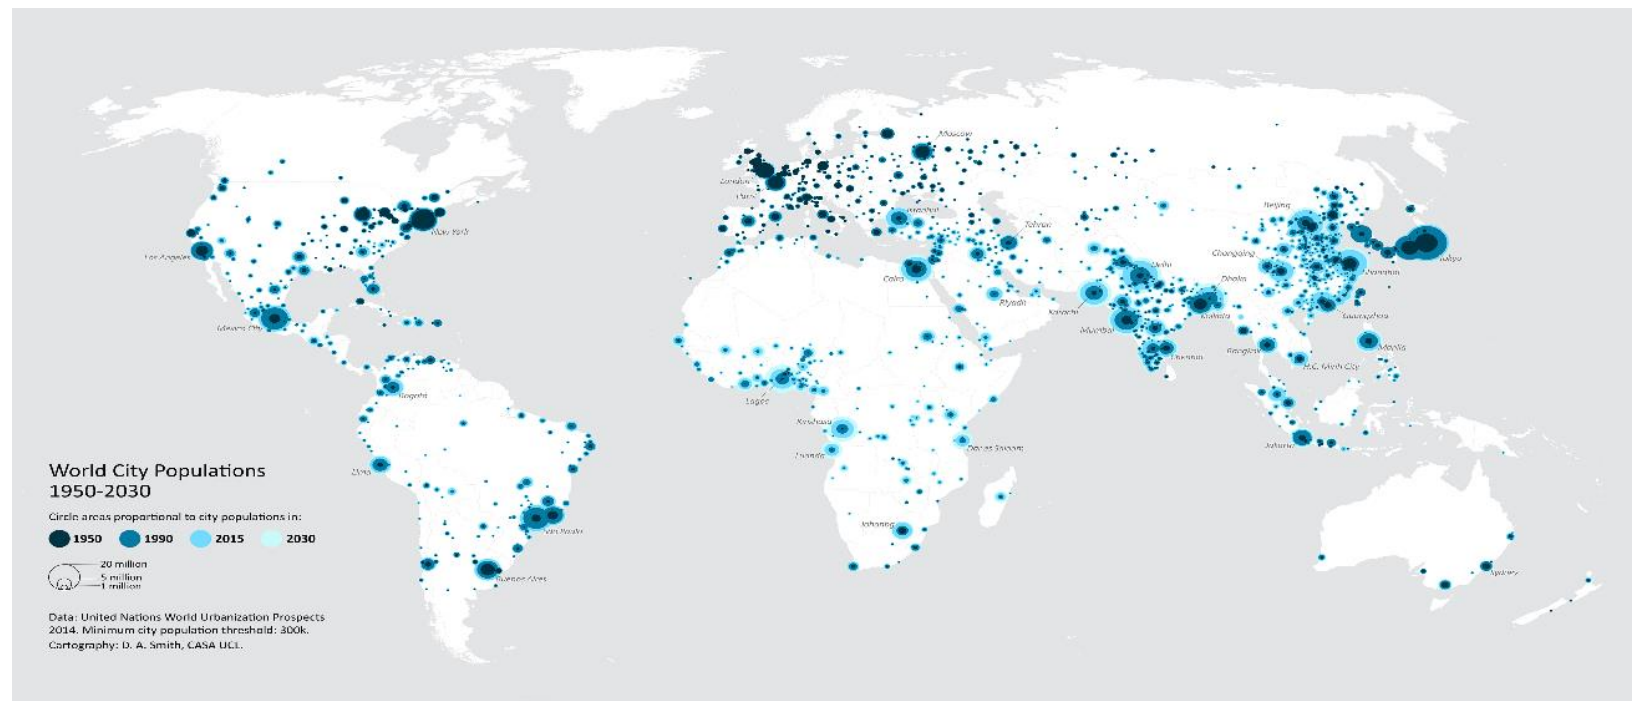 Moscow
London
Paris
Istanbul
Beijing
New York
Tehran
Los Angeles
Chongqing
Tokyo
Delhi
Shanghai
Cairo
Dhaka
Riyadh
Karachi
Kolkata
Guangzhou
Mexico City
Mumbai
Manila
Bangkok
Chennai
H.C. Minh City
Bogotá
Lagos
Kinshasa
Dar es Salaam
Jakarta
Luanda
Lima
World City Populations
1950-2030
Circle areas proportional to city populations in:
1950 1990 2015 2030
Johanng
São Paulo
20 million
5 million
1 million
Buenos Aires
Sydney
Data: United Nations World Urbanization Prospects
2014. Minimum city population threshold: 300k.
Cartography: D. A. Smith, CASA UCL.